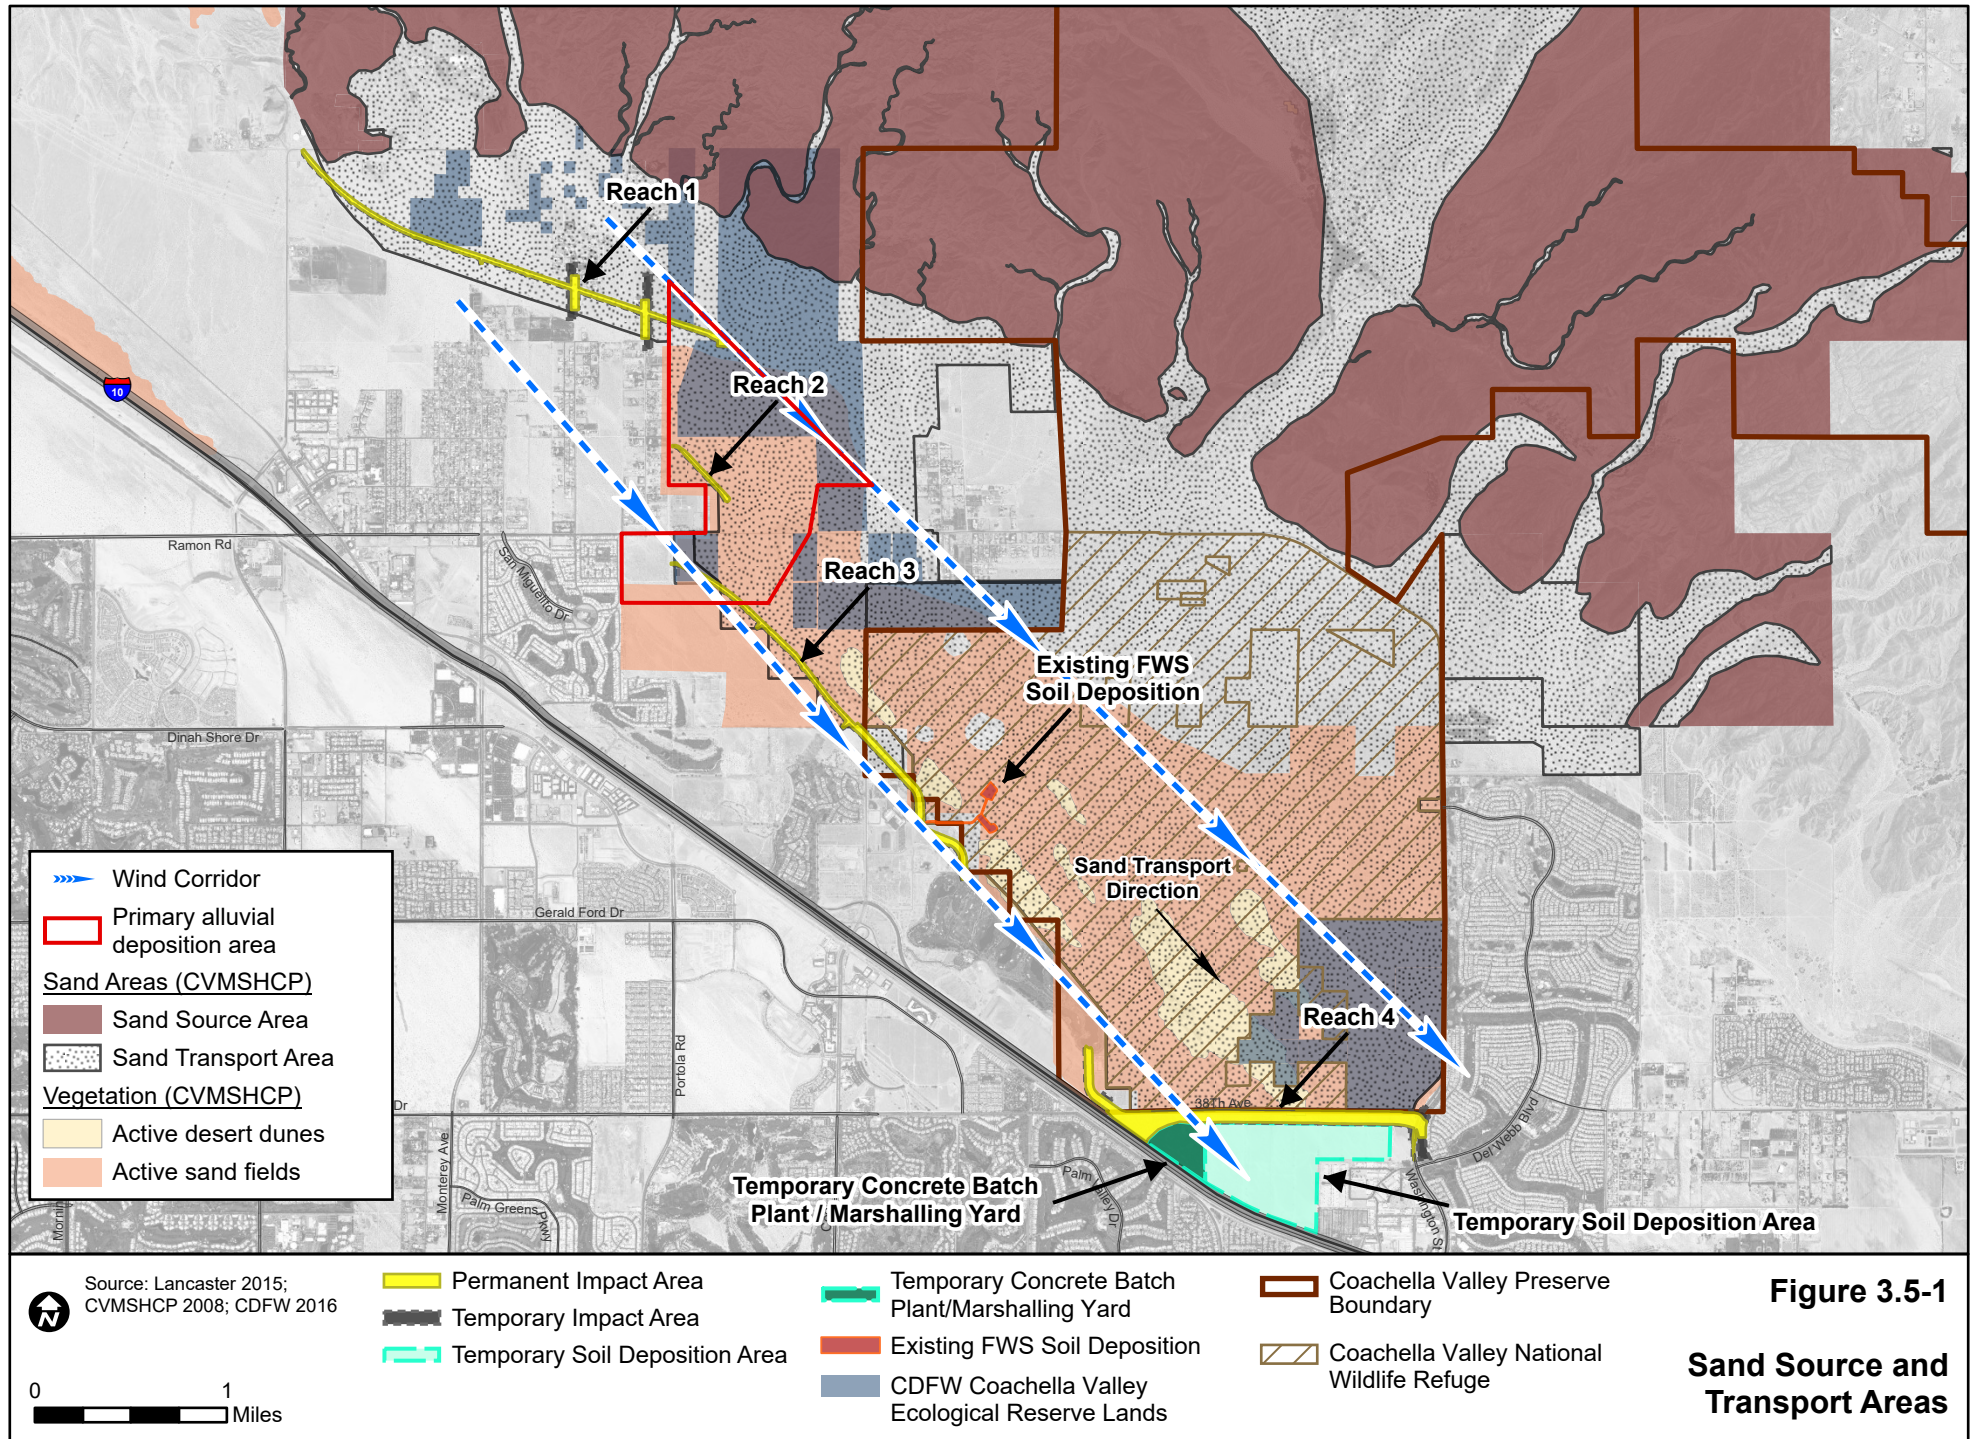 Reach 1
Reach 2
10
Ramon Rd
San Miguelito Dr
Reach 3
Existing FWS
Soil Deposition
Dinah Shore Dr
Sand Transport
Direction
Gerald Ford Dr
Portola Rd
Reach 4
38Th Ave
Dr
Monterey Ave
Del Webb Blvd
Washington St
Palm Greens Pkwy
Temporary Concrete Batch
Plant / Marshalling Yard
Temporary Soil Deposition Area
Wind Corridor
Primary alluvial
deposition area
Sand Areas (CVMSHCP)
Sand Source Area
Sand Transport Area
Vegetation (CVMSHCP)
Active desert dunes
Active sand fields
N
Source: Lancaster 2015;
CVMSHCP 2008; CDFW 2016
0 1
Miles
Permanent Impact Area
Temporary Impact Area
Temporary Soil Deposition Area
Temporary Concrete Batch
Plant/Marshalling Yard
Existing FWS Soil Deposition
CDFW Coachella Valley
Ecological Reserve Lands
Coachella Valley Preserve
Boundary
Coachella Valley National
Wildlife Refuge
Figure 3.5-1
Sand Source and
Transport Areas